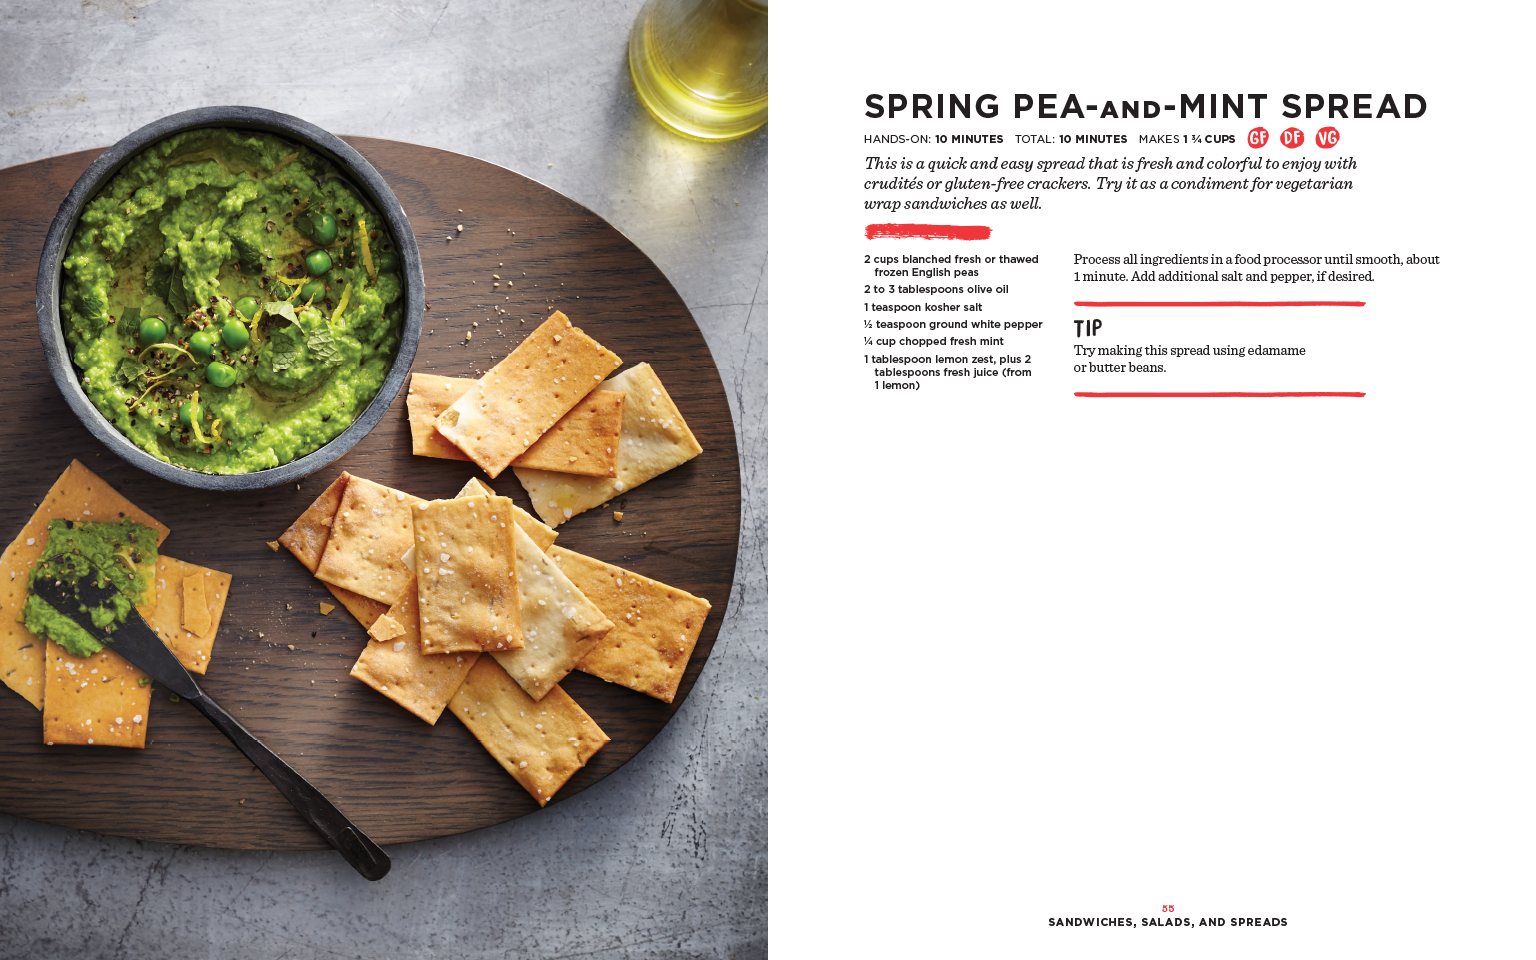 SPRING PEA-AND-MINT SPREAD
HANDS-ON: 10 MINUTES TOTAL: 10 MINUTES MAKES 1 ¾ CUPS GF DF VG
This is a quick and easy spread that is fresh and colorful to enjoy with
crudités or gluten-free crackers. Try it as a condiment for vegetarian
wrap sandwiches as well.
2 cups blanched fresh or thawed
frozen English peas
2 to 3 tablespoons olive oil
1 teaspoon kosher salt
½ teaspoon ground white pepper
¼ cup chopped fresh mint
1 tablespoon lemon zest, plus 2
tablespoons fresh juice (from
1 lemon)
Process all ingredients in a food processor until smooth, about
1 minute. Add additional salt and pepper, if desired.
TIP
Try making this spread using edamame
or butter beans.
55
SANDWICHES, SALADS, AND SPREADS